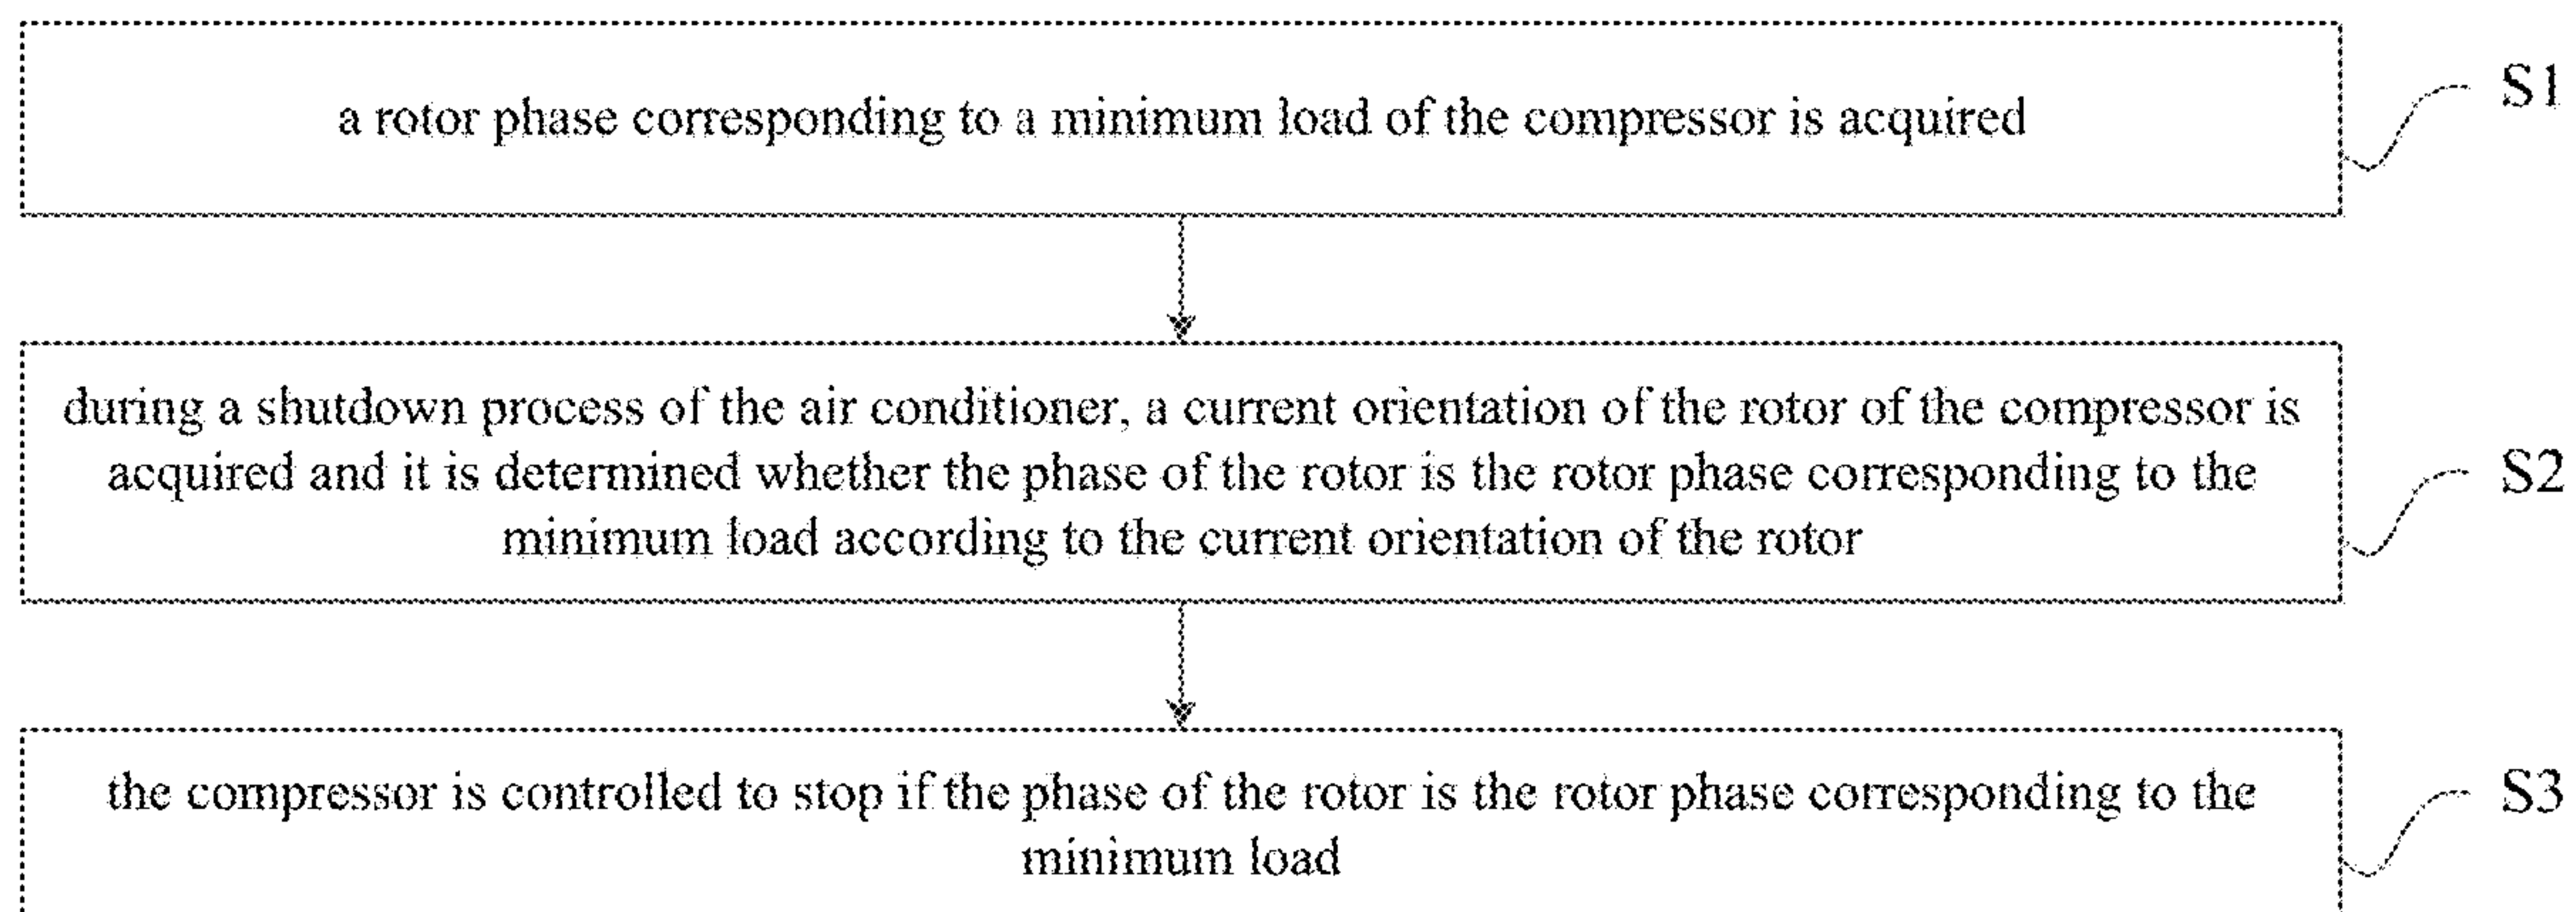 a rotor phase corresponding to a minimum load of the compressor is acquired
S1
during a shutdown process of the air conditioner, a current orientation of the rotor of the compressor is
acquired and it is determined whether the phase of the rotor is the rotor phase corresponding to the
minimum load according to the current orientation of the rotor
S2
the compressor is controlled to stop if the phase of the rotor is the rotor phase corresponding to the
minimum load
S3